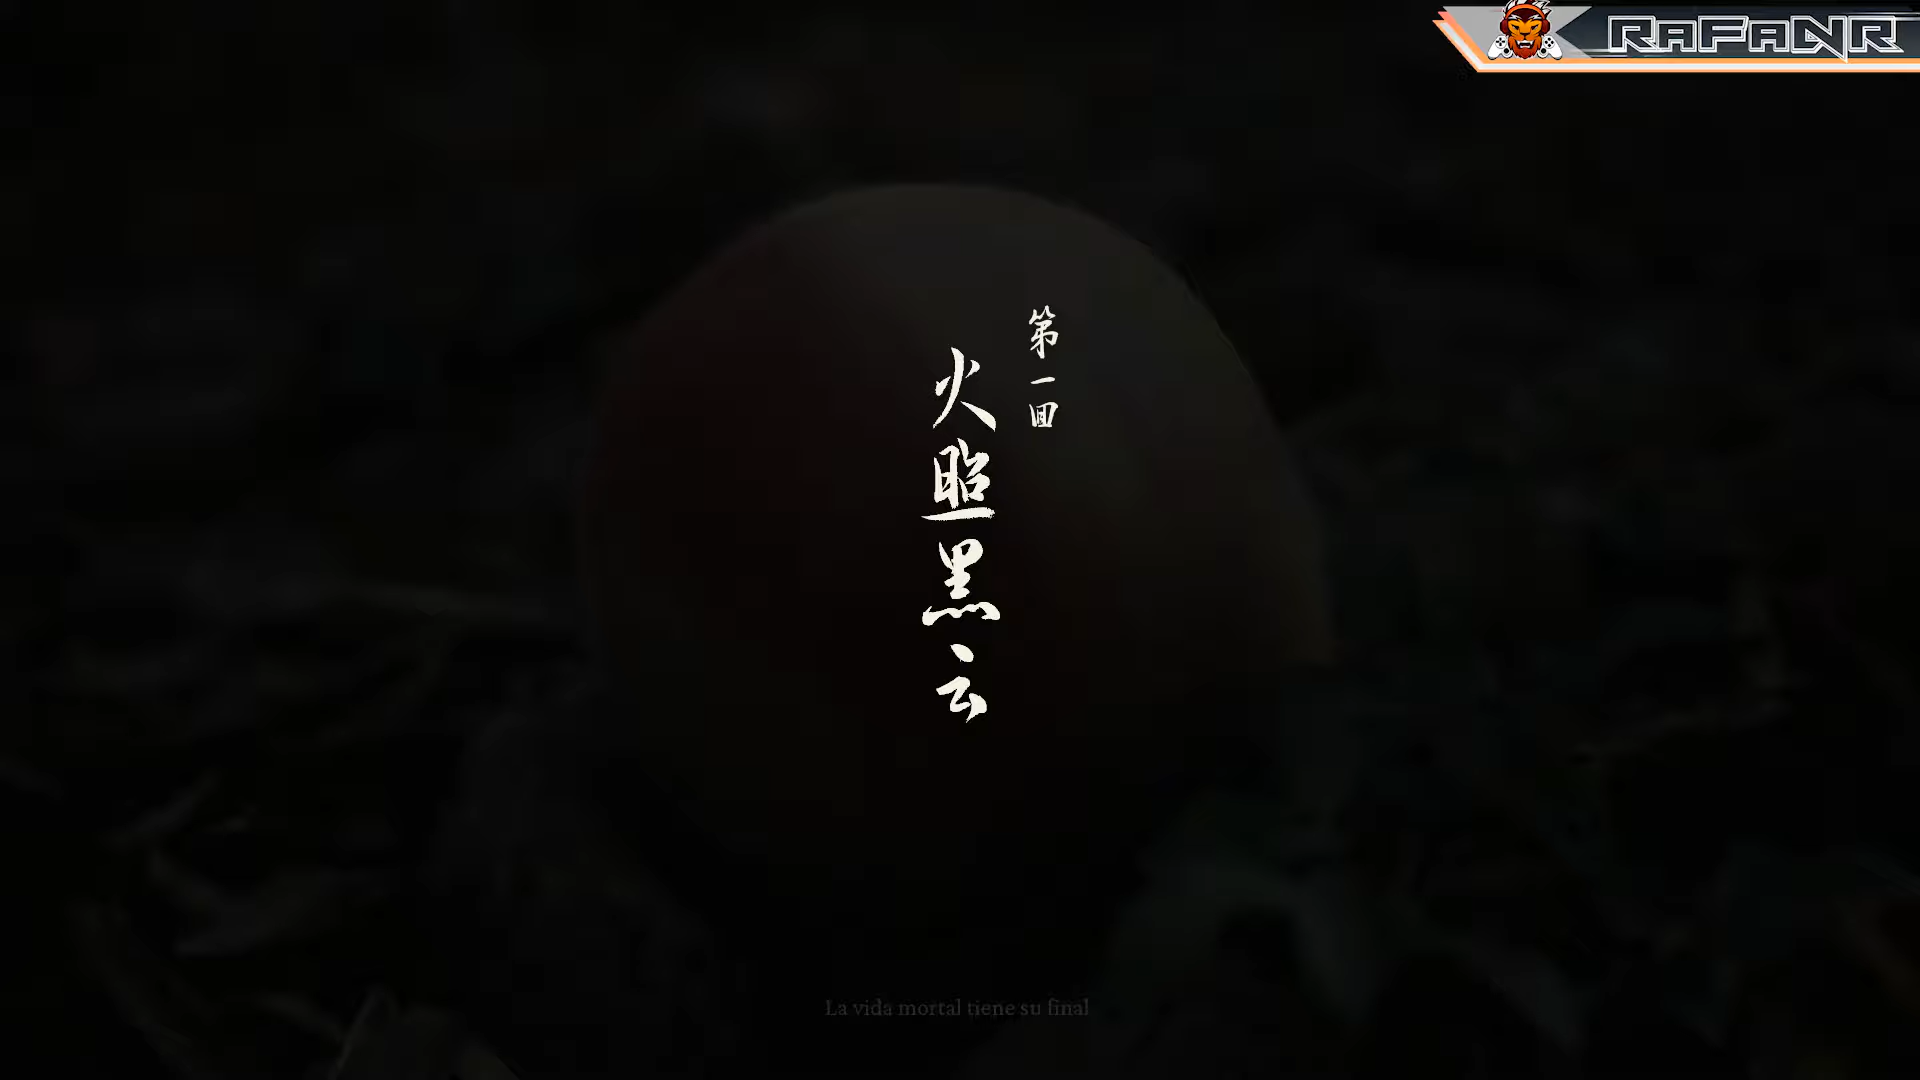 RaFaNR
第一回
火照黑云
La vida mortal tiene su final